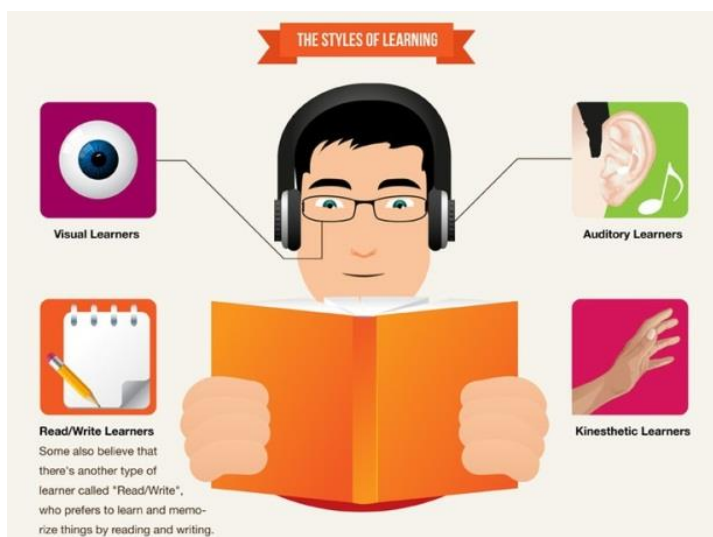 THE STYLES OF LEARNING
Visual Learners
Auditory Learners
Read/Write Learners
Some also believe that
there's another type of
learner called "Read/Write",
who prefers to learn and memo-
rize things by reading and writing.
Kinesthetic Learners